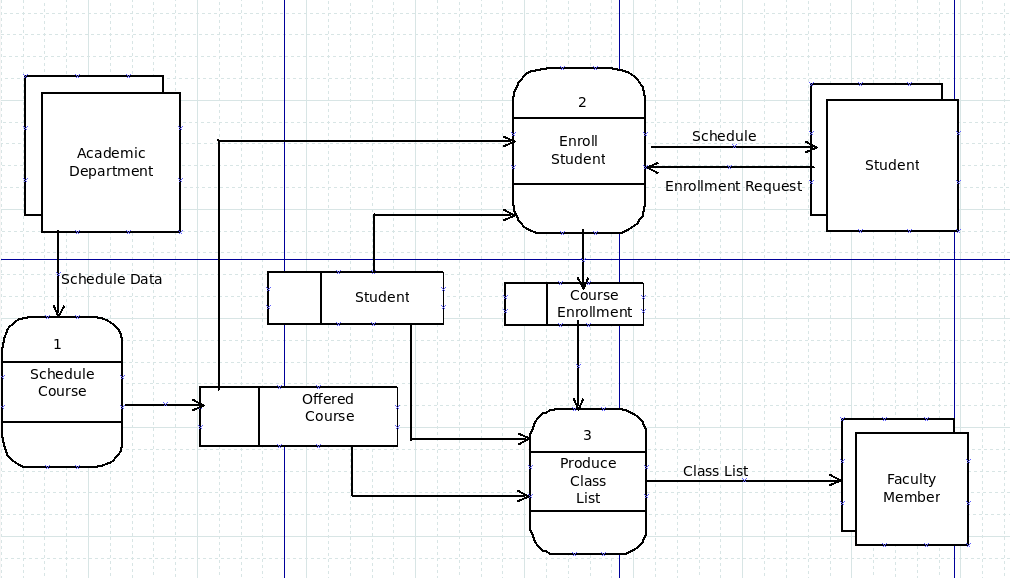 2
Enroll
Student
Schedule
Enrollment Request
Student
Academic
Department
Schedule Data
1
Schedule
Course
Student
Course
Enrollment
Offered
Course
3
Produce
Class
List
Class List
Faculty
Member